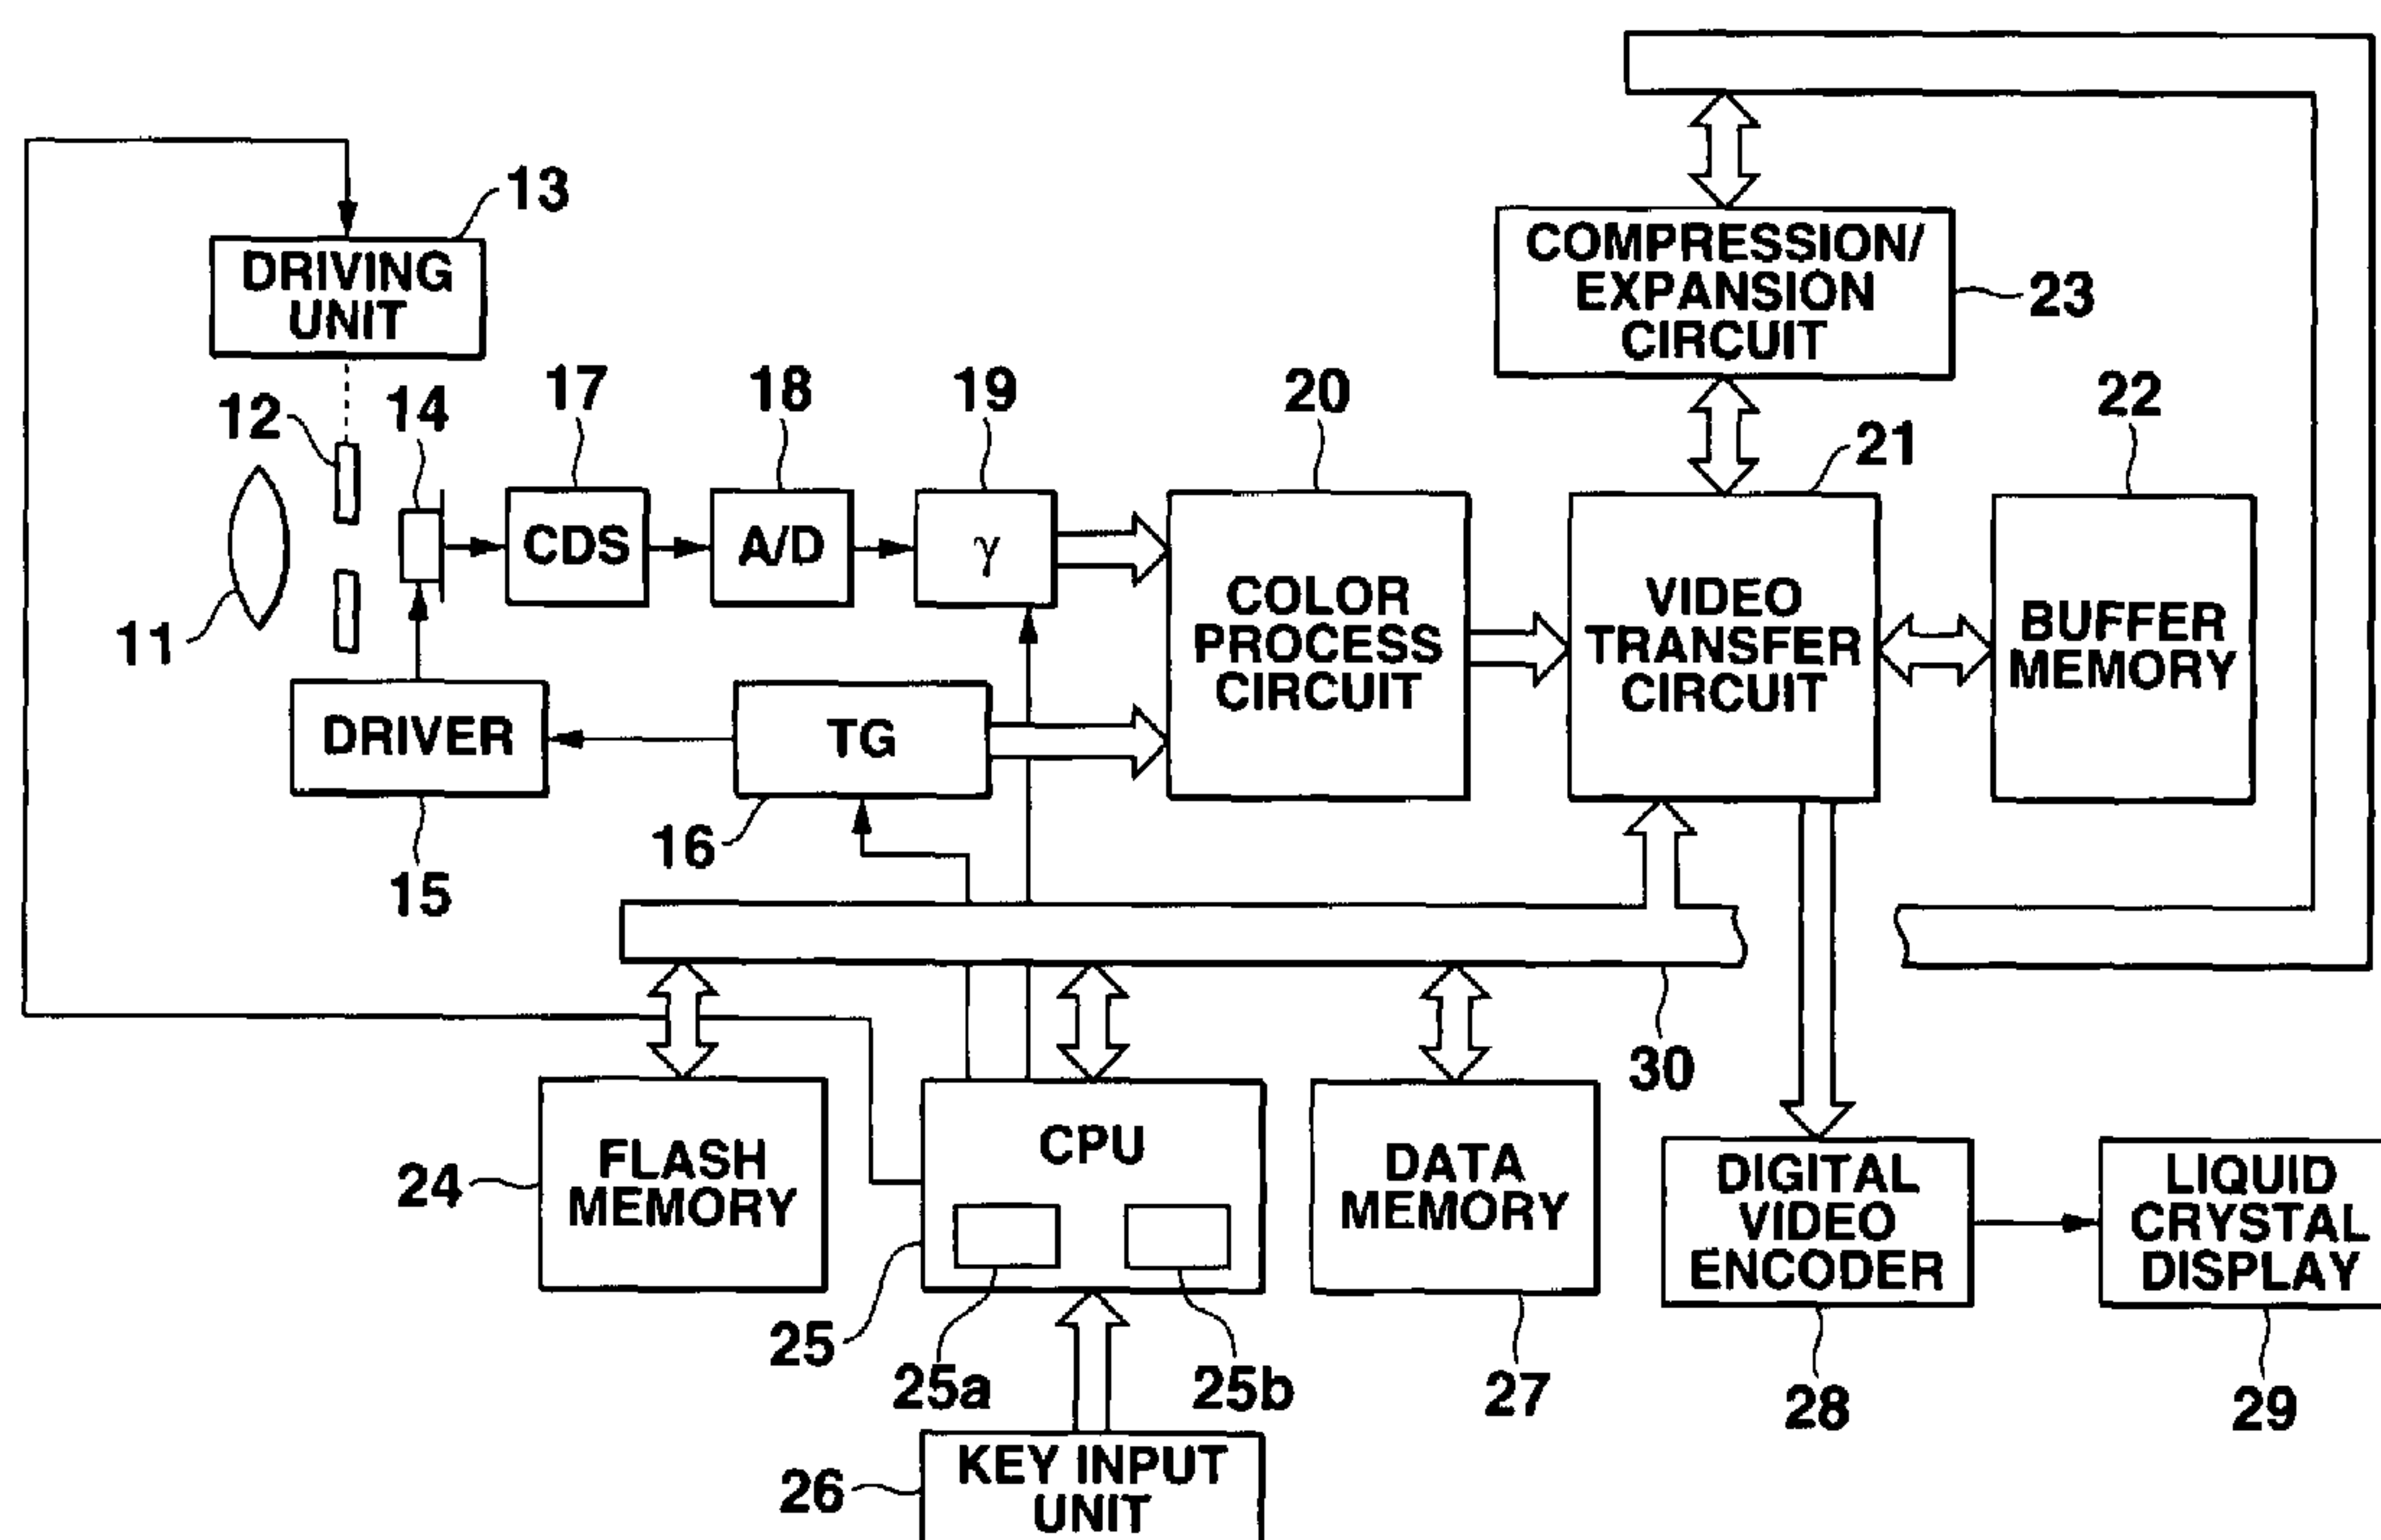 13
DRIVING
UNIT
COMPRESSION/
EXPANSION
CIRCUIT
23
12
14
17
18
19
20
21
22
CDS
A/D
γ
COLOR
PROCESS
CIRCUIT
VIDEO
TRANSFER
CIRCUIT
BUFFER
MEMORY
11
DRIVER
TG
15
16
30
FLASH
MEMORY
24
CPU
25
25a
25b
DATA
MEMORY
27
DIGITAL
VIDEO
ENCODER
28
LIQUID
CRYSTAL
DISPLAY
29
26
KEY INPUT
UNIT